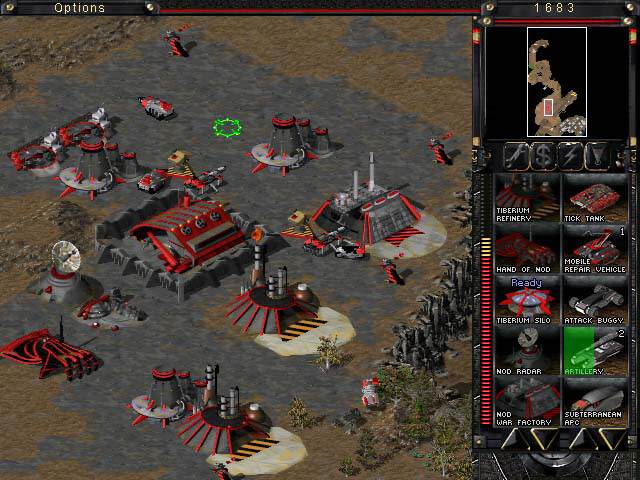 Options
1683
TIBERIUM
REFINERY
TICK TANK
HAND OF NOD
1
MOBILE
REPAIR VEHICLE
Ready
TIBERIUM SILO
ATTACK BUGGY
NOD RADAR
2
ARTILLERY
NOD
WAR FACTORY
SUBTERRANEAN
APC